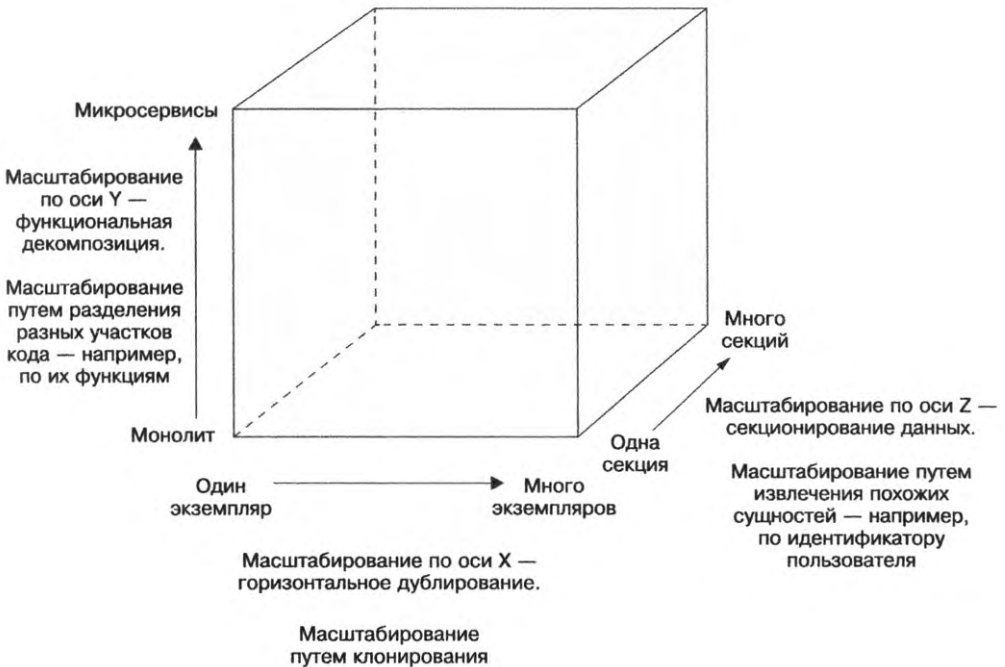 Микросервисы
Масштабирование
по оси Y —
функциональная
декомпозиция.
Масштабирование
путем разделения
разных участков
кода — например,
по их функциям
Монолит
Один
экземпляр
Много
экземпляров
Масштабирование по оси X —
горизонтальное дублирование.
Масштабирование
путем клонирования
Одна
секция
Много
секций
Масштабирование по оси Z —
секционирование данных.
Масштабирование путем
извлечения похожих
сущностей — например,
по идентификатору
пользователя